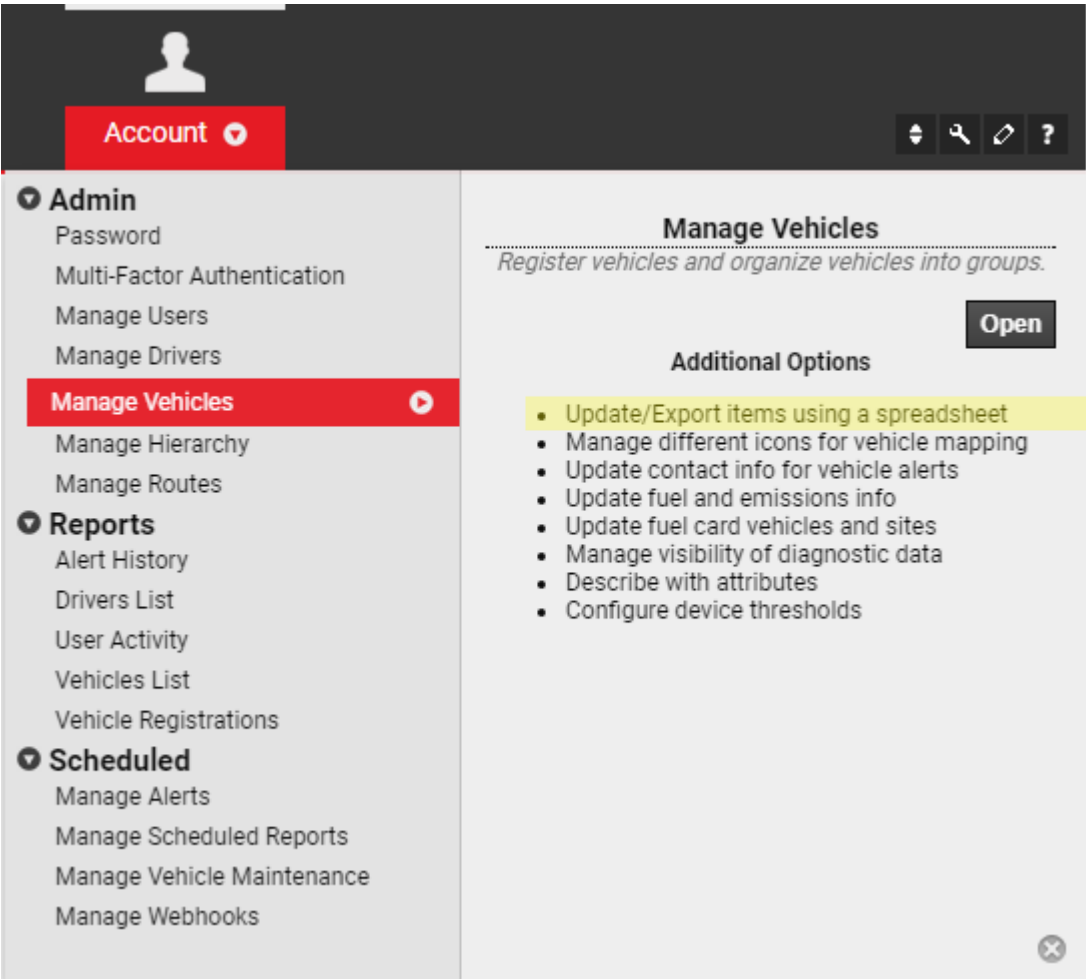 Account
?
Admin
Password
Multi-Factor Authentication
Manage Users
Manage Drivers
Manage Vehicles
Manage Hierarchy
Manage Routes
Reports
Alert History
Drivers List
User Activity
Vehicles List
Vehicle Registrations
Scheduled
Manage Alerts
Manage Scheduled Reports
Manage Vehicle Maintenance
Manage Webhooks
Manage Vehicles
Register vehicles and organize vehicles into groups.
Open
Additional Options
• Update/Export items using a spreadsheet
• Manage different icons for vehicle mapping
• Update contact info for vehicle alerts
• Update fuel and emissions info
• Update fuel card vehicles and sites
• Manage visibility of diagnostic data
• Describe with attributes
• Configure device thresholds